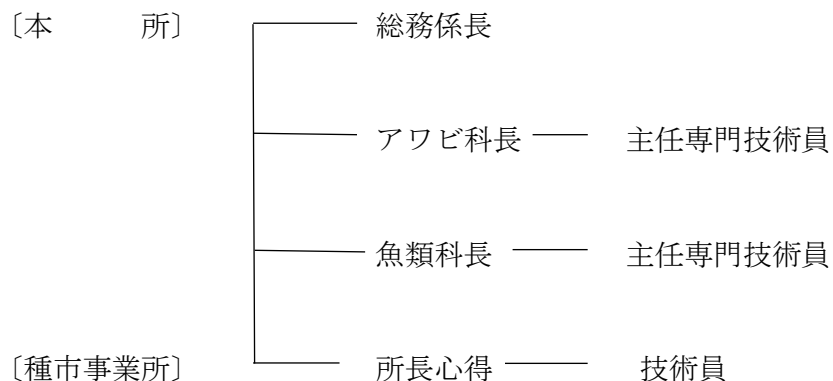 〔本　　　所〕 総務係長
アワビ科長 主任専門技術員
魚類科長 主任専門技術員
〔種市事業所〕 所長心得 技術員